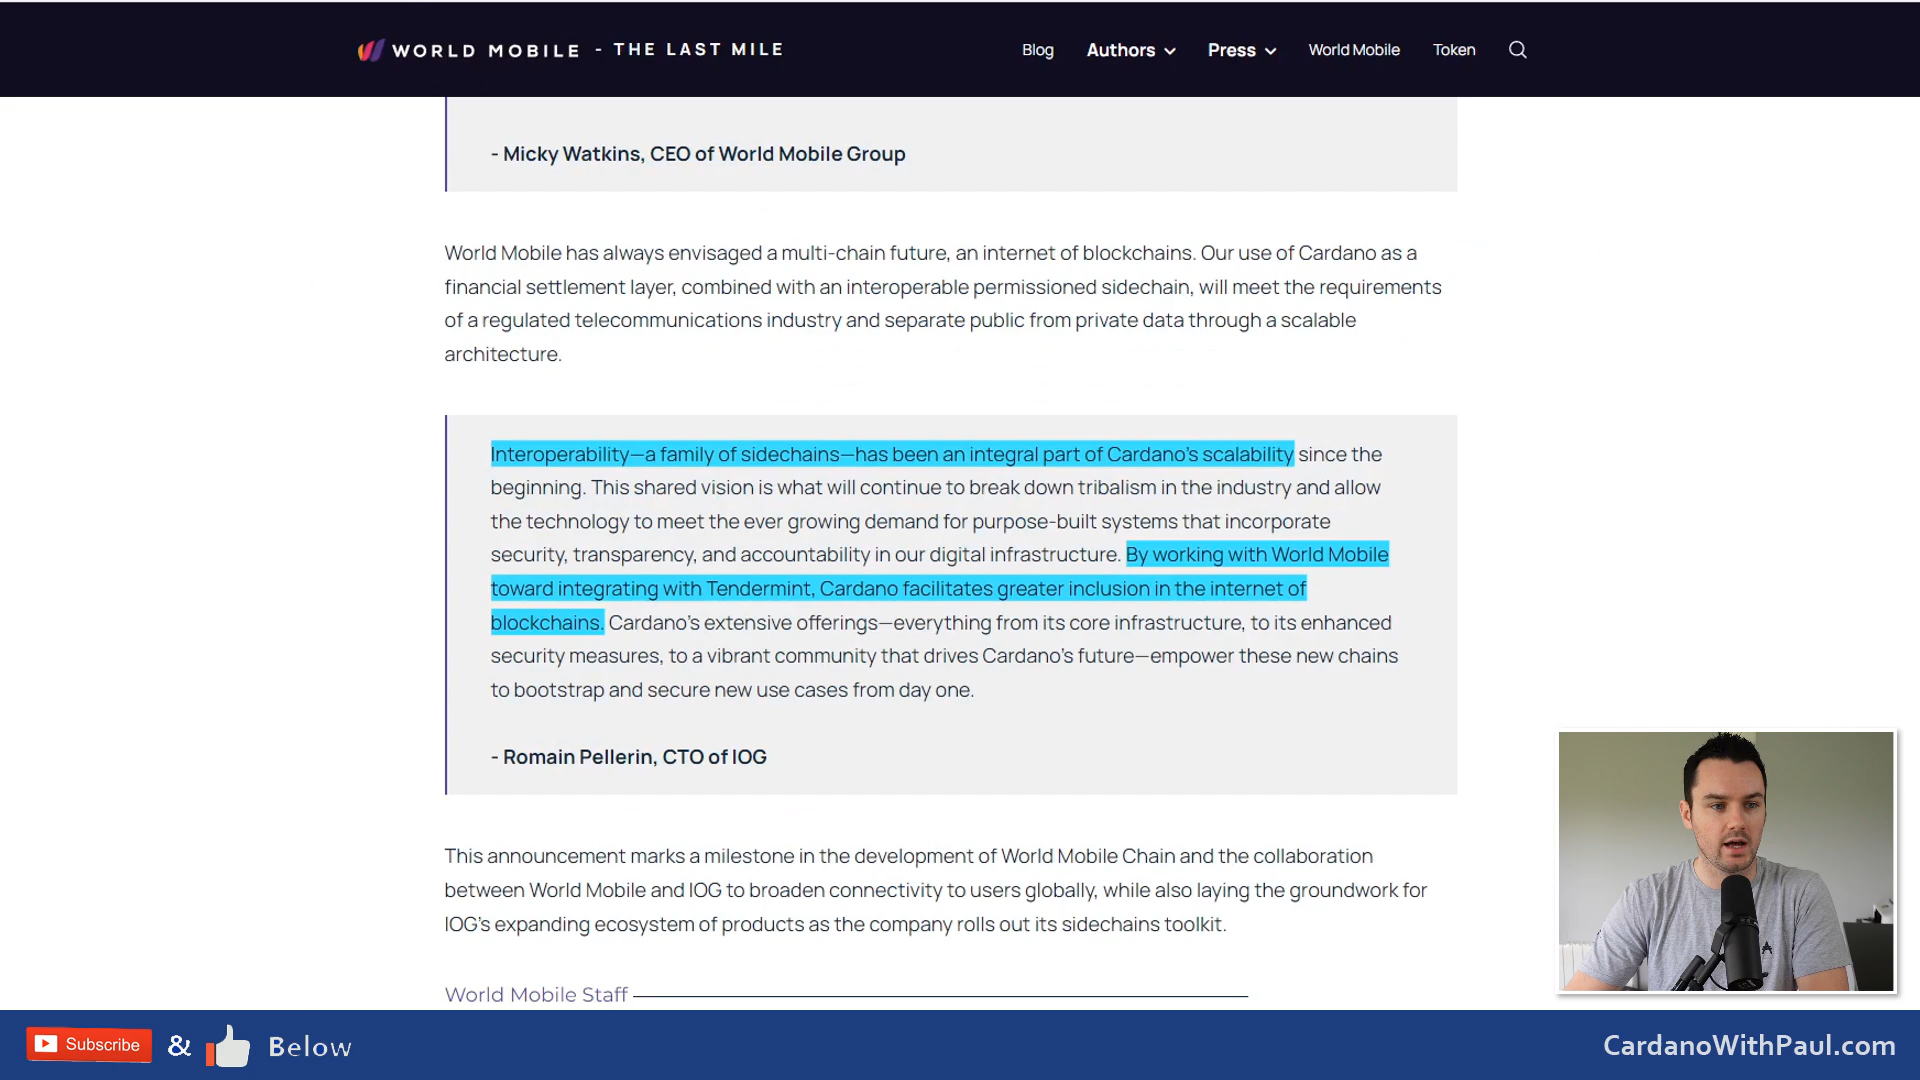 WORLD MOBILE - THE LAST MILE
Blog Authors Press World Mobile Token
- Micky Watkins, CEO of World Mobile Group
World Mobile has always envisaged a multi-chain future, an internet of blockchains. Our use of Cardano as a
financial settlement layer, combined with an interoperable permissioned sidechain, will meet the requirements
of a regulated telecommunications industry and separate public from private data through a scalable
architecture.
Interoperability—a family of sidechains—has been an integral part of Cardano's scalability since the
beginning. This shared vision is what will continue to break down tribalism in the industry and allow
the technology to meet the ever growing demand for purpose-built systems that incorporate
security, transparency, and accountability in our digital infrastructure. By working with World Mobile
toward integrating with Tendermint, Cardano facilitates greater inclusion in the internet of
blockchains. Cardano's extensive offerings—everything from its core infrastructure, to its enhanced
security measures, to a vibrant community that drives Cardano's future—empower these new chains
to bootstrap and secure new use cases from day one.
- Romain Pellerin, CTO of IOG
This announcement marks a milestone in the development of World Mobile Chain and the collaboration
between World Mobile and IOG to broaden connectivity to users globally, while also laying the groundwork for
IOG's expanding ecosystem of products as the company rolls out its sidechains toolkit.
World Mobile Staff
Subscribe & Below
CardanoWithPaul.com